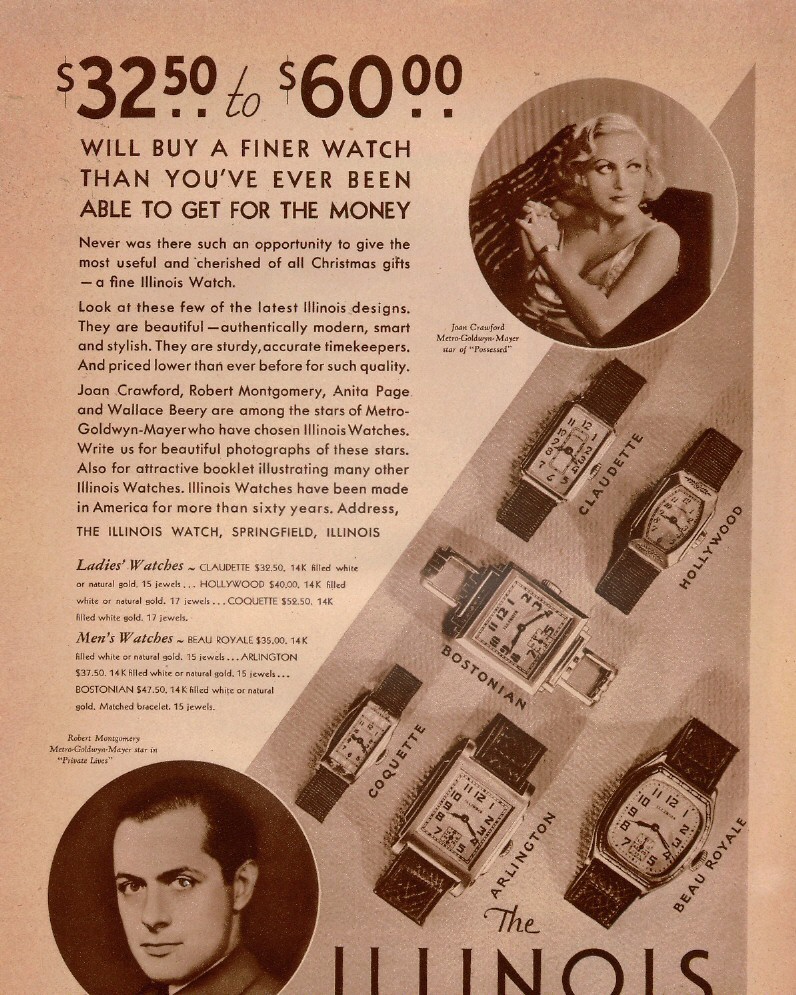 $32.50 to $60.00
WILL BUY A FINER WATCH
THAN YOU'VE EVER BEEN
ABLE TO GET FOR THE MONEY
Never was there such an opportunity to give the
most useful and cherished of all Christmas gifts
— a fine Illinois Watch.
Look at these few of the latest Illinois designs.
They are beautiful—authentically modern, smart
and stylish. They are sturdy, accurate timekeepers.
And priced lower than ever before for such quality.
Joan Crawford, Robert Montgomery, Anita Page
and Wallace Beery are among the stars of Metro-
Goldwyn-Mayer who have chosen Illinois Watches.
Write us for beautiful photographs of these stars.
Also for attractive booklet illustrating many other
Illinois Watches. Illinois Watches have been made
in America for more than sixty years. Address,
THE ILLINOIS WATCH, SPRINGFIELD, ILLINOIS
Ladies' Watches ~ CLAUDETTE $32.50, 14K filled white
or natural gold. 15 jewels... HOLLYWOOD $40.00, 14K filled
white or natural gold. 17 jewels... COQUETTE $52.50, 14K
filled white gold. 17 jewels.
Men's Watches ~ BEAU ROYALE $35.00, 14K
filled white or natural gold. 15 jewels... ARLINGTON
$37.50, 14K filled white or natural gold. 15 jewels...
BOSTONIAN $47.50, 14K filled white or natural
gold. Matched bracelet. 15 jewels.
Joan Crawford
Metro-Goldwyn-Mayer
star of "Possessed"
CLAUDETTE
HOLLYWOOD
BOSTONIAN
COQUETTE
ARLINGTON
BEAU ROYALE
Robert Montgomery
Metro-Goldwyn-Mayer star in
"Private Lives"
The
ILLINOIS